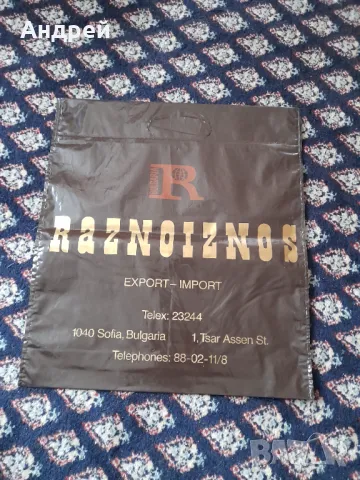 Андрей
R
RAZNOIZNOS
EXPORT – IMPORT
Telex: 23244
1040 Sofia, Bulgaria 1, Tsar Assen St.
Telephones: 88-02-11/8